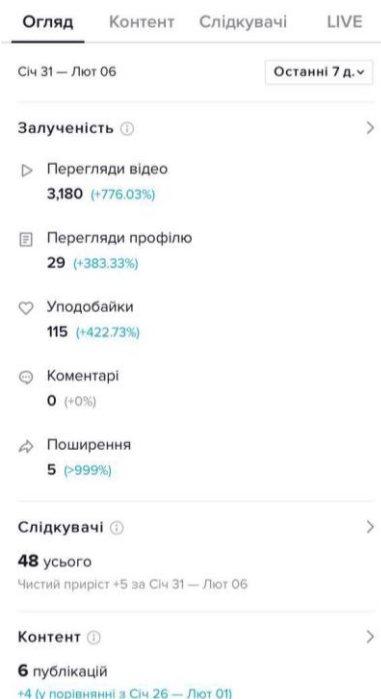 Огляд Контент Слідкувачі LIVE
Січ 31 — Лют 06 Останні 7 д.
Залученість
Перегляди відео
3,180 (+776.03%)
Перегляди профілю
29 (+383.33%)
Уподобайки
115 (+422.73%)
Коментарі
0 (+0%)
Поширення
5 (>999%)
Слідкувачі
48 усього
Чистий приріст +5 за Січ 31 — Лют 06
Контент
6 публікацій
+4 (у порівнянні з Січ 26 — Лют 01)